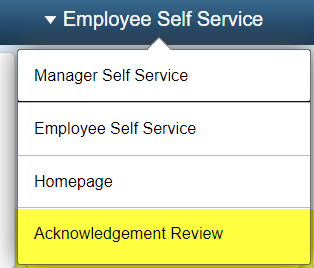 Employee Self Service
Manager Self Service
Employee Self Service
Homepage
Acknowledgement Review